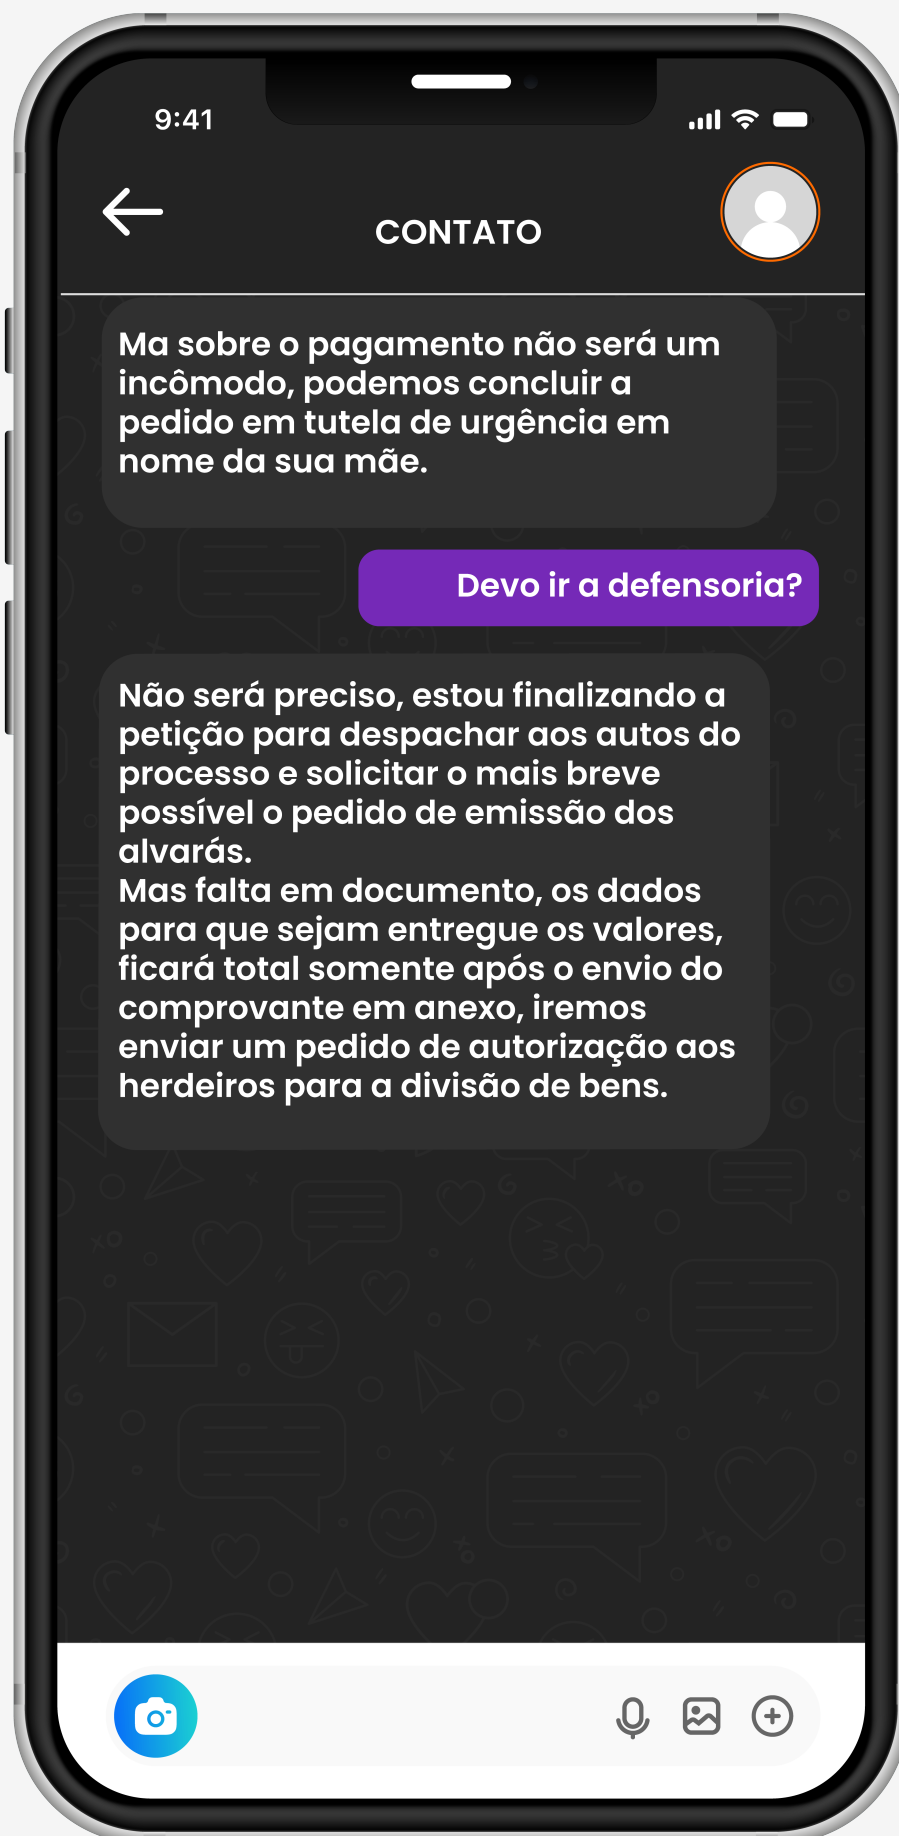 9:41
CONTATO
Ma sobre o pagamento não será um
incômodo, podemos concluir a
pedido em tutela de urgência em
nome da sua mãe.
Devo ir a defensoria?
Não será preciso, estou finalizando a
petição para despachar aos autos do
processo e solicitar o mais breve
possível o pedido de emissão dos
alvarás.
Mas falta em documento, os dados
para que sejam entregue os valores,
ficará total somente após o envio do
comprovante em anexo, iremos
enviar um pedido de autorização aos
herdeiros para a divisão de bens.